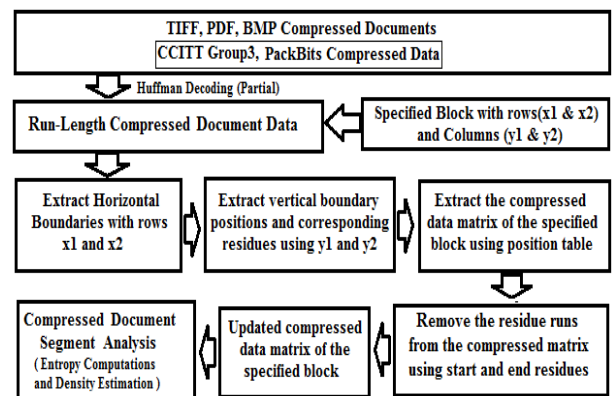 TIFF, PDF, BMP Compressed Documents
CCITT Group3, PackBits Compressed Data
Huffman Decoding (Partial)
Run-Length Compressed Document Data
Specified Block with rows(x1 & x2)
and Columns (y1 & y2)
Extract Horizontal
Boundaries with rows
x1 and x2
Extract vertical boundary
positions and corresponding
residues using y1 and y2
Extract the compressed
data matrix of the specified
block using position table
Compressed Document
Segment Analysis
( Entropy Computations
and Density Estimation )
Updated compressed
data matrix of the
specified block
Remove the residue runs
from the compressed matrix
using start and end residues